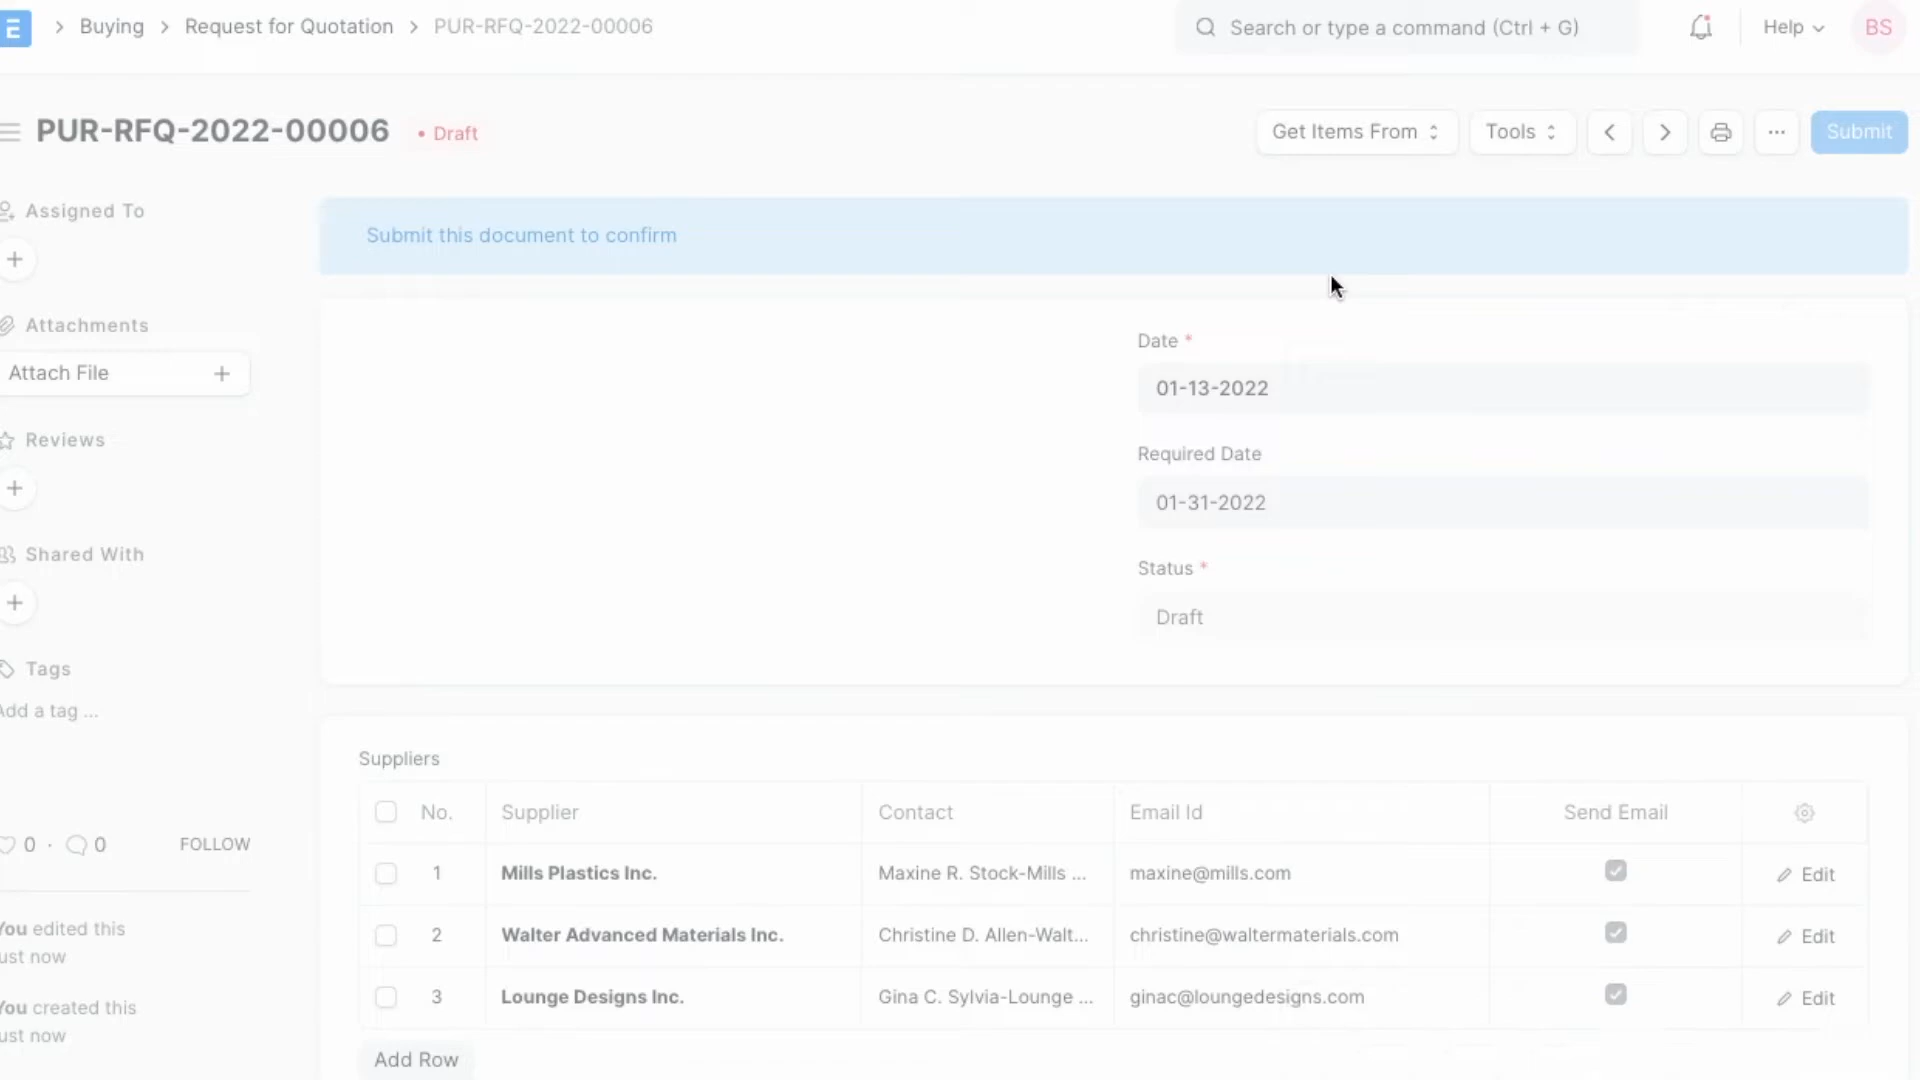 E > Buying > Request for Quotation > PUR-RFQ-2022-00006
Search or type a command (Ctrl + G)
Help
BS
PUR-RFQ-2022-00006 • Draft
Get Items From
Tools
Submit
Assigned To
Submit this document to confirm
Attachments
Attach File
Reviews
Shared With
Tags
Add a tag ...
0 · 0 FOLLOW
You edited this
just now
You created this
just now
Date *
01-13-2022
Required Date
01-31-2022
Status *
Draft
Suppliers
No. Supplier Contact Email Id Send Email
1 Mills Plastics Inc. Maxine R. Stock-Mills ... maxine@mills.com Edit
2 Walter Advanced Materials Inc. Christine D. Allen-Walt... christine@waltermaterials.com Edit
3 Lounge Designs Inc. Gina C. Sylvia-Lounge ... ginac@loungedesigns.com Edit
Add Row